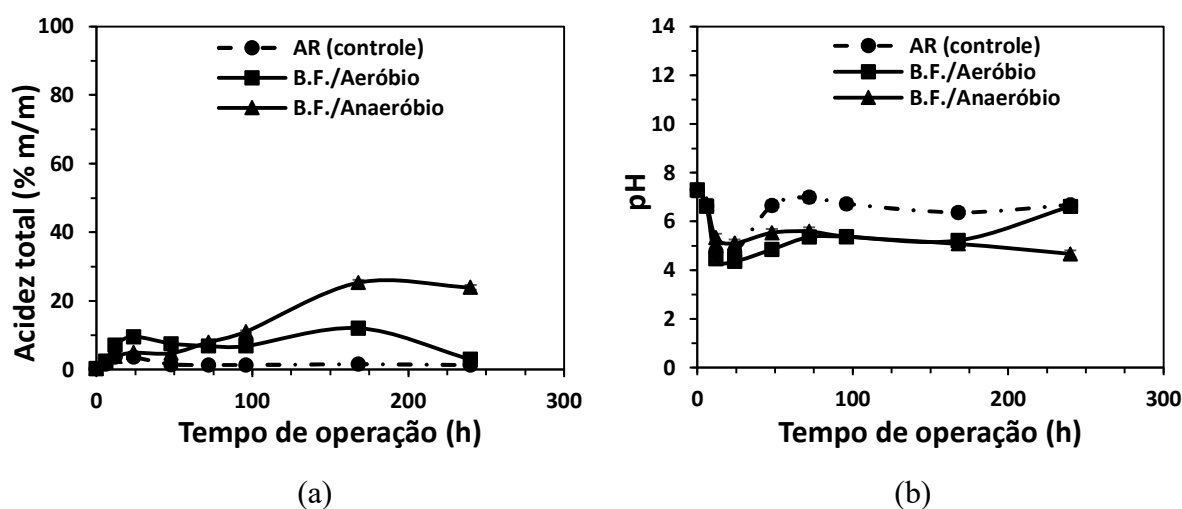 100
80
60
40
20
0
Acidez total (% m/m)
AR (controle)
B.F./Aeróbio
B.F./Anaeróbio
0 100 200 300
Tempo de operação (h)
(a)
14
12
10
8
6
4
2
0
pH
AR (controle)
B.F./Aeróbio
B.F./Anaeróbio
0 100 200 300
Tempo de operação (h)
(b)